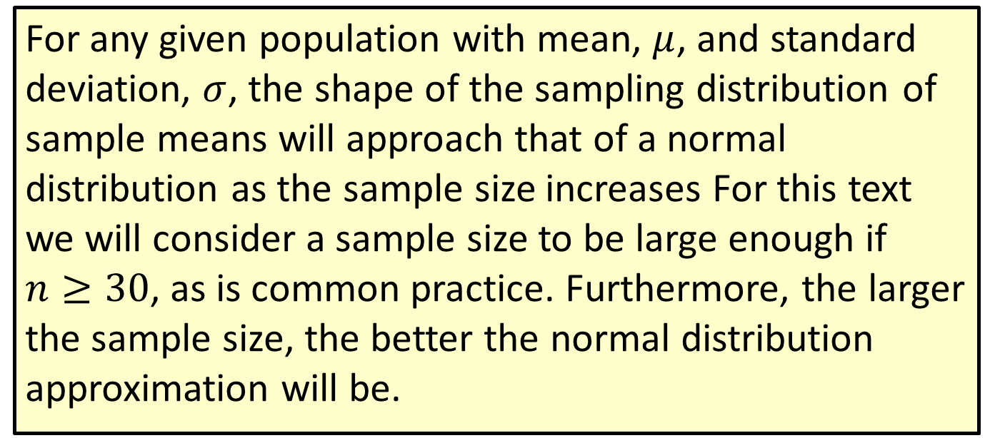 For any given population with mean, μ, and standard
deviation, σ, the shape of the sampling distribution of
sample means will approach that of a normal
distribution as the sample size increases For this text
we will consider a sample size to be large enough if
n ≥ 30, as is common practice. Furthermore, the larger
the sample size, the better the normal distribution
approximation will be.